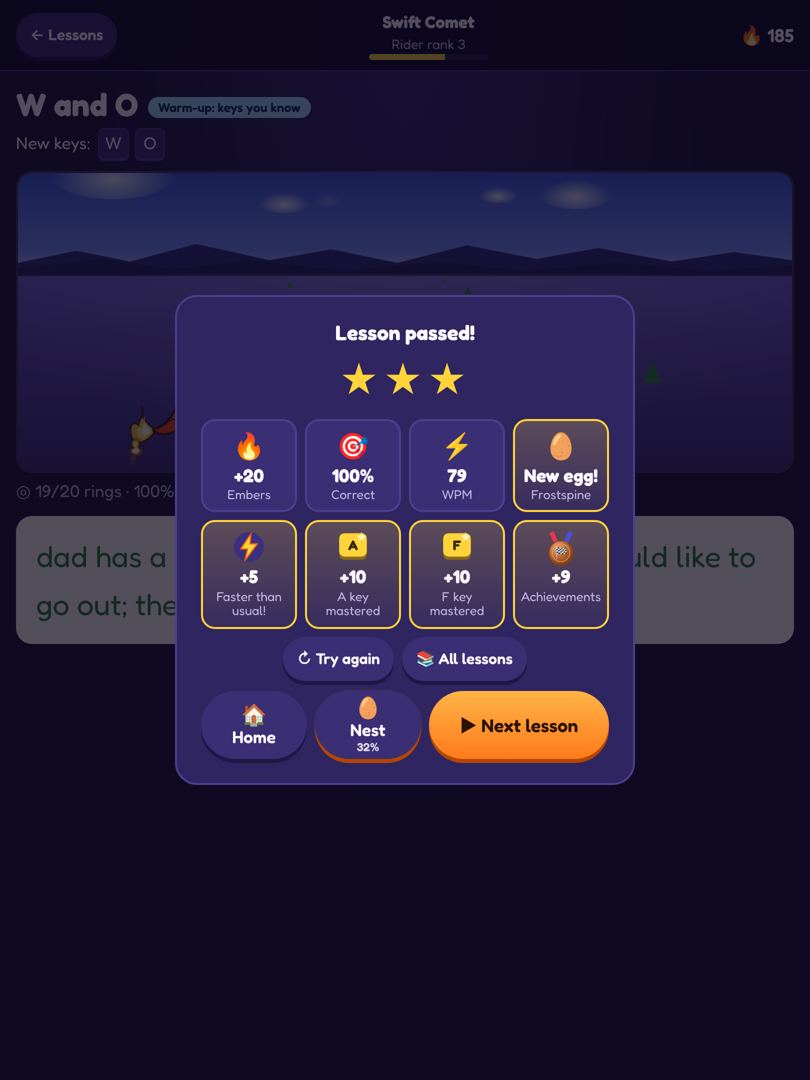 ← Lessons
Swift Comet
Rider rank 3
185
W and O
Warm-up: keys you know
New keys: W O
Lesson passed!
+20
Embers
100%
Correct
79
WPM
New egg!
Frostspine
19/20 rings · 100%
+5
Faster than
usual!
A
+10
A key
mastered
F
+10
F key
mastered
+9
Achievements
dad has a
like to
go out;
Try again
All lessons
Home
Nest
32%
Next lesson